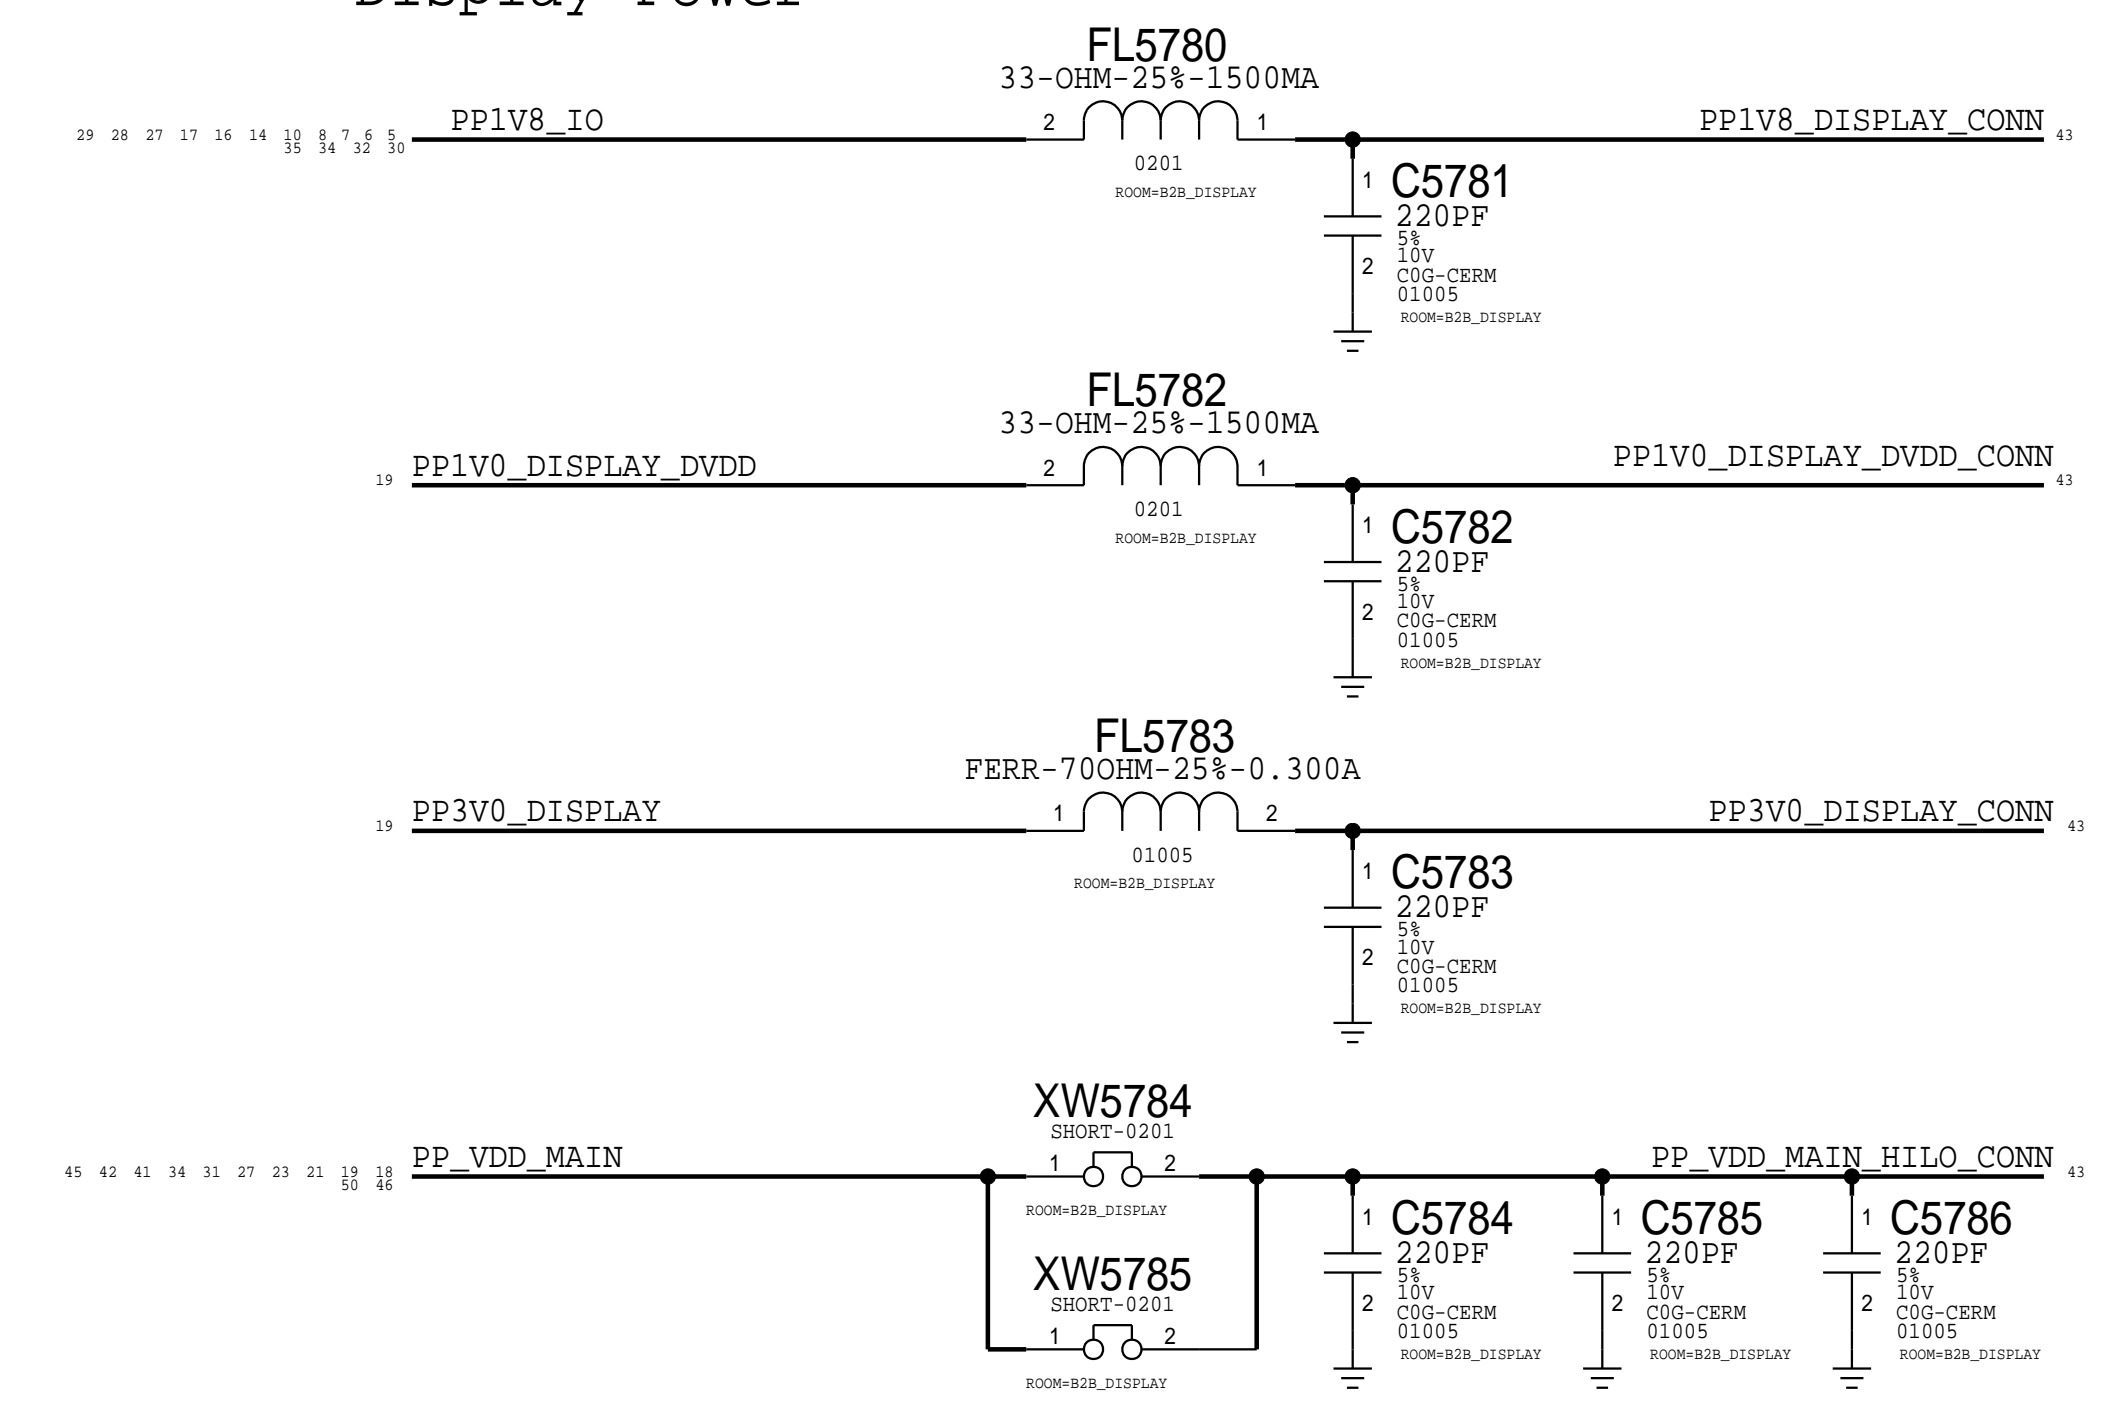 Display Power
FL5780
33-OHM-25%-1500MA
29 28 27 17 16 14 10 8 7 6 5
35 34 32 30
PP1V8_IO
2
1
PP1V8_DISPLAY_CONN
43
0201
ROOM=B2B_DISPLAY
1
C5781
220PF
5%
10V
2
C0G-CERM
01005
ROOM=B2B_DISPLAY
FL5782
33-OHM-25%-1500MA
19
PP1V0_DISPLAY_DVDD
2
1
PP1V0_DISPLAY_DVDD_CONN
43
0201
ROOM=B2B_DISPLAY
1
C5782
220PF
5%
10V
2
C0G-CERM
01005
ROOM=B2B_DISPLAY
FL5783
FERR-70OHM-25%-0.300A
19
PP3V0_DISPLAY
1
2
PP3V0_DISPLAY_CONN
43
01005
ROOM=B2B_DISPLAY
1
C5783
220PF
5%
10V
2
C0G-CERM
01005
ROOM=B2B_DISPLAY
XW5784
SHORT-0201
45 42 41 34 31 27 23 21 19 18
50 46
PP_VDD_MAIN
1
2
PP_VDD_MAIN_HILO_CONN
43
ROOM=B2B_DISPLAY
XW5785
SHORT-0201
1
2
ROOM=B2B_DISPLAY
1
C5784
220PF
5%
10V
2
C0G-CERM
01005
ROOM=B2B_DISPLAY
1
C5785
220PF
5%
10V
2
C0G-CERM
01005
ROOM=B2B_DISPLAY
1
C5786
220PF
5%
10V
2
C0G-CERM
01005
ROOM=B2B_DISPLAY